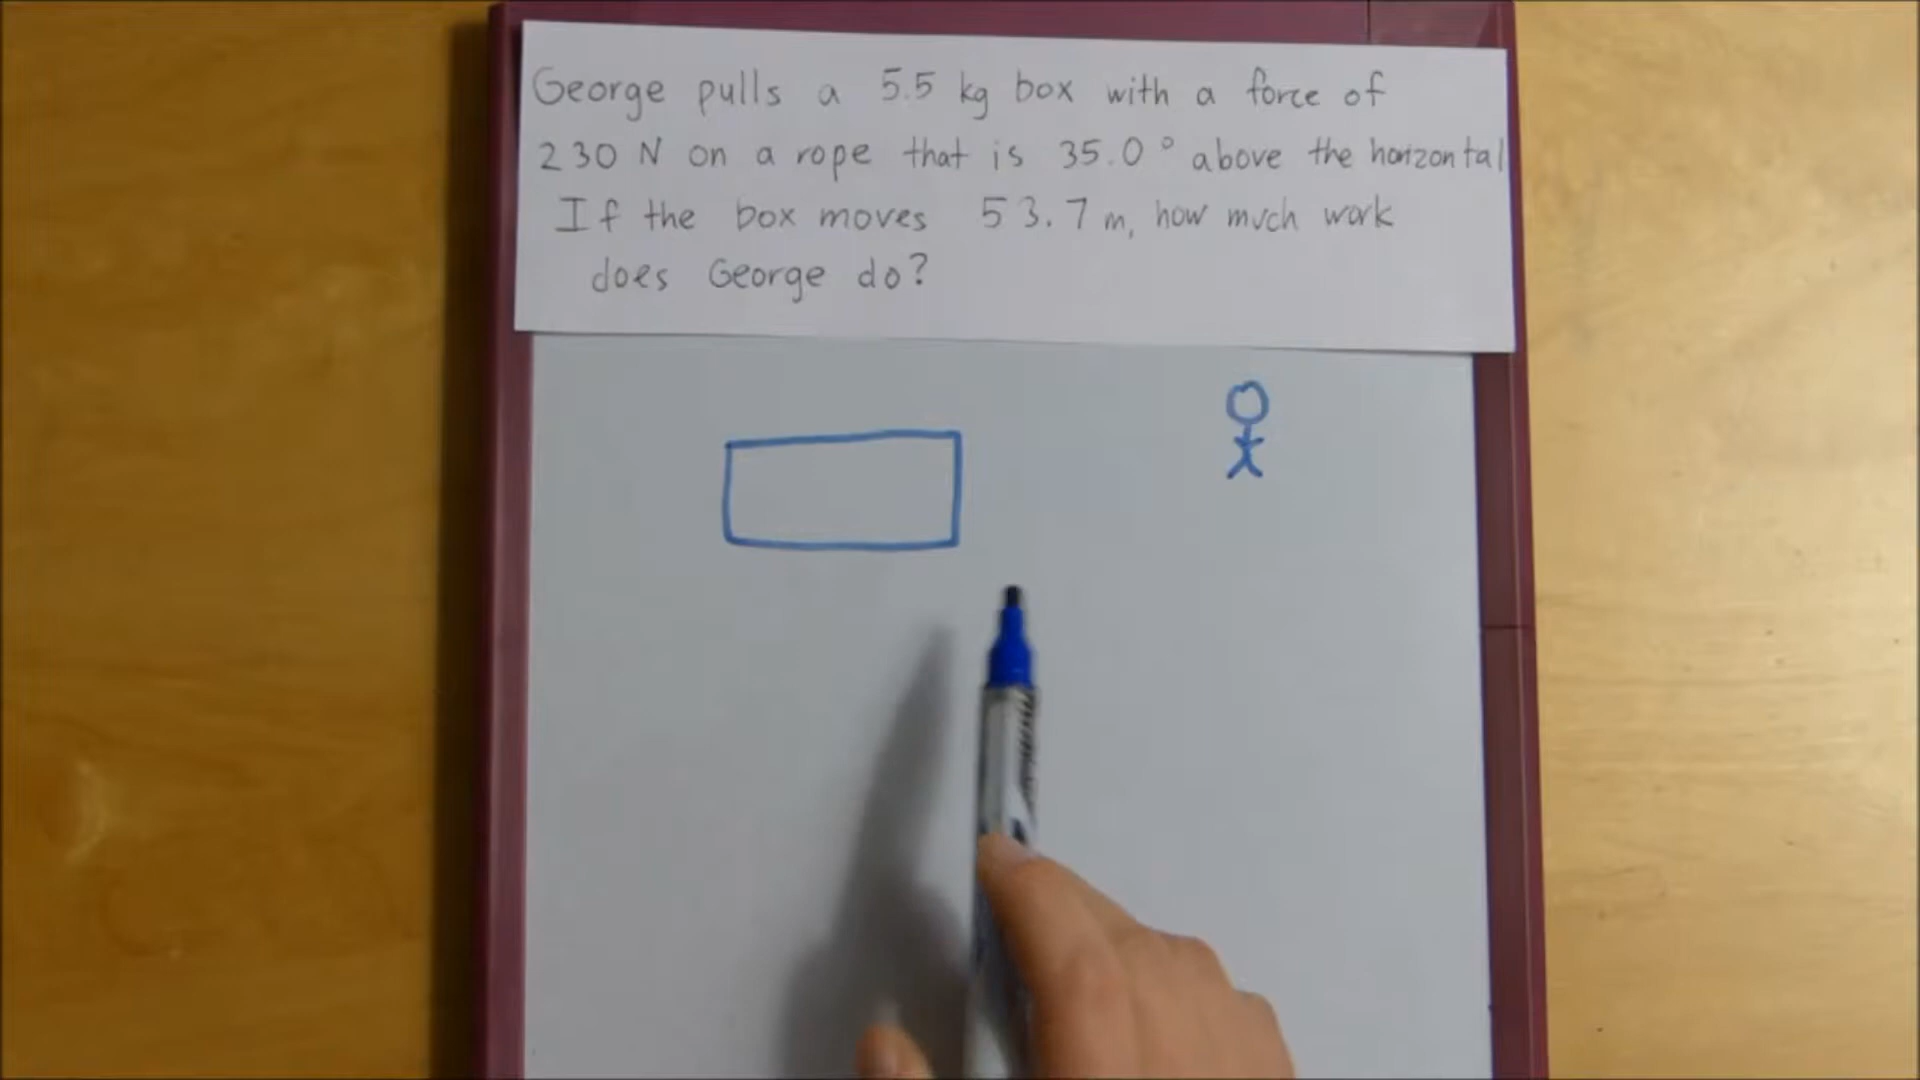 George pulls a 5.5 kg box with a force of
230 N on a rope that is 35.0° above the horizontal
If the box moves 53.7 m, how much work
does George do?